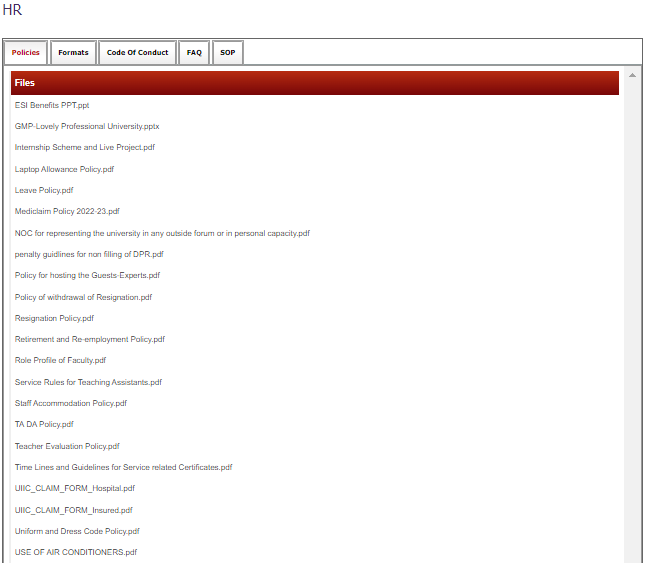 HR
Policies Formats Code Of Conduct FAQ SOP
Files
ESI Benefits PPT.ppt
GMP-Lovely Professional University.pptx
Internship Scheme and Live Project.pdf
Laptop Allowance Policy.pdf
Leave Policy.pdf
Mediclaim Policy 2022-23.pdf
NOC for representing the university in any outside forum or in personal capacity.pdf
penalty guidlines for non filling of DPR.pdf
Policy for hosting the Guests-Experts.pdf
Policy of withdrawal of Resignation.pdf
Resignation Policy.pdf
Retirement and Re-employment Policy.pdf
Role Profile of Faculty.pdf
Service Rules for Teaching Assistants.pdf
Staff Accommodation Policy.pdf
TA DA Policy.pdf
Teacher Evaluation Policy.pdf
Time Lines and Guidelines for Service related Certificates.pdf
UIIC_CLAIM_FORM_Hospital.pdf
UIIC_CLAIM_FORM_Insured.pdf
Uniform and Dress Code Policy.pdf
USE OF AIR CONDITIONERS.pdf